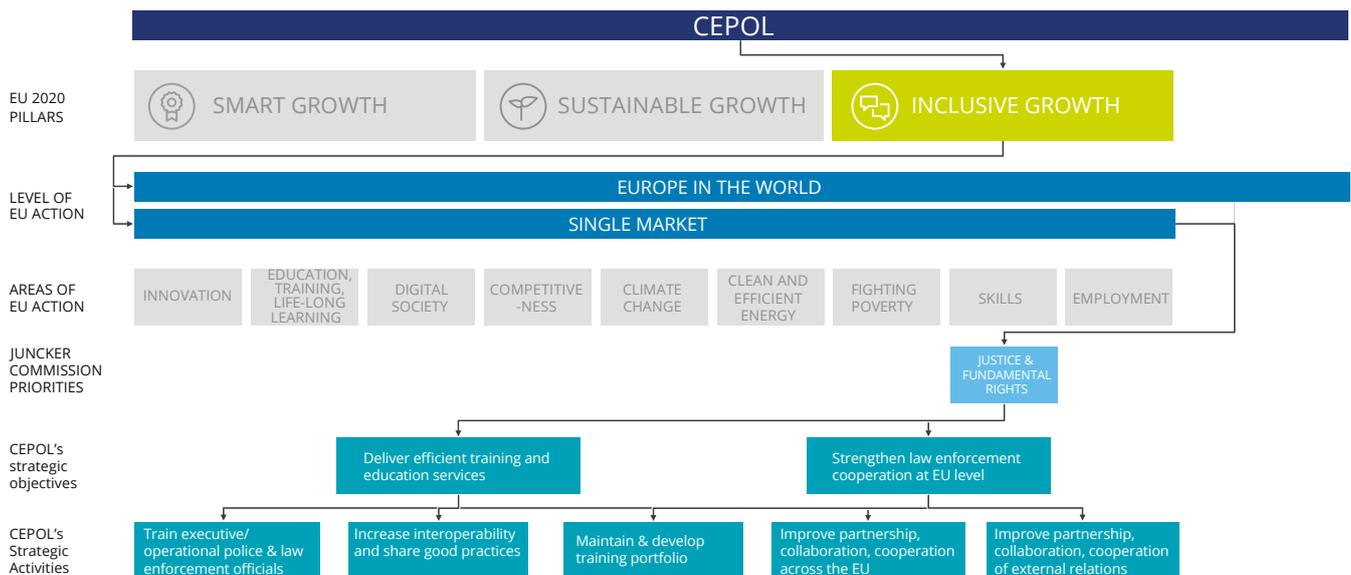 CEPOL
EU 2020
PILLARS
SMART GROWTH
SUSTAINABLE GROWTH
INCLUSIVE GROWTH
LEVEL OF
EU ACTION
EUROPE IN THE WORLD
SINGLE MARKET
AREAS OF
EU ACTION
INNOVATION
EDUCATION,
TRAINING,
LIFE-LONG
LEARNING
DIGITAL
SOCIETY
COMPETITIVE
-NESS
CLIMATE
CHANGE
CLEAN AND
EFFICIENT
ENERGY
FIGHTING
POVERTY
SKILLS
EMPLOYMENT
JUNCKER
COMMISSION
PRIORITIES
JUSTICE &
FUNDAMENTAL
RIGHTS
CEPOL’s
strategic
objectives
Deliver efficient training and
education services
Strengthen law enforcement
cooperation at EU level
CEPOL’s
Strategic
Activities
Train executive/
operational police & law
enforcement officials
Increase interoperability
and share good practices
Maintain & develop
training portfolio
Improve partnership,
collaboration, cooperation
across the EU
Improve partnership,
collaboration, cooperation
of external relations